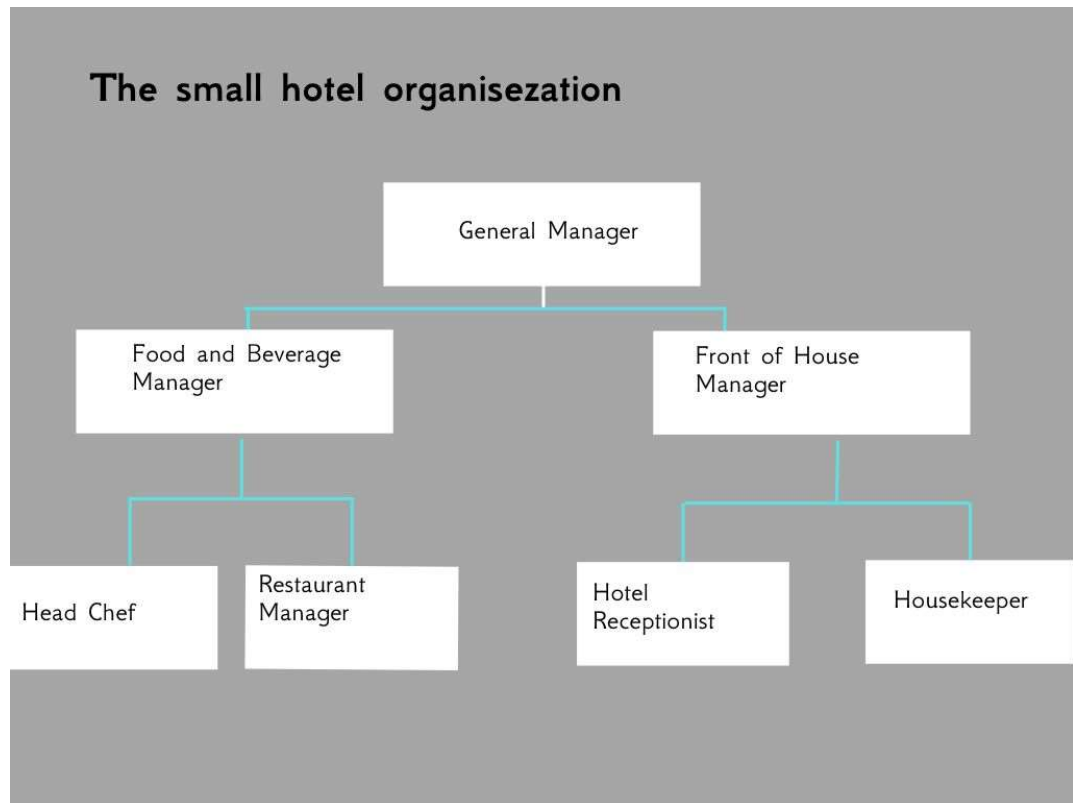 The small hotel organisezation
General Manager
Food and Beverage
Manager
Front of House
Manager
Head Chef
Restaurant
Manager
Hotel
Receptionist
Housekeeper